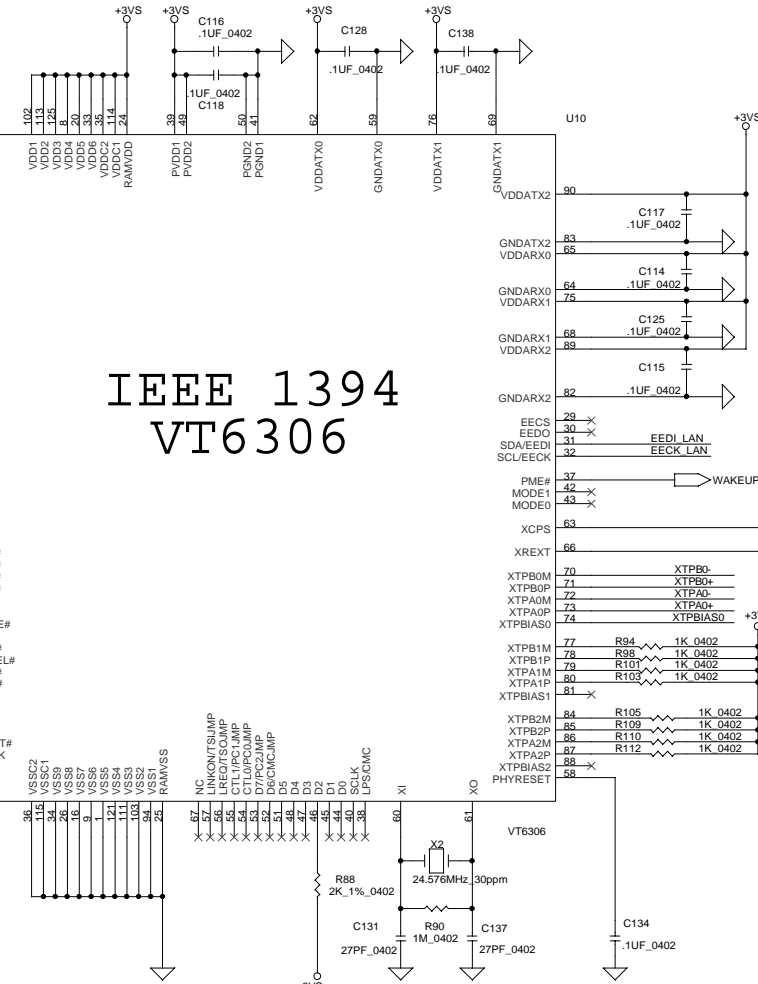 +3VS +3VS +3VS +3VS
C116 C128 C138
.1UF_0402 .1UF_0402 .1UF_0402
.1UF_0402
C118
102 113 125 8 20 33 35 114 24 39 49 50 41 62 59 76 69
U10
+3VS
VDD1 VDD2 VDD3 VDD4 VDD5 VDD6 VDDC2 VDDC1 RAMVDD PVDD1 PVDD2 PGND2 PGND1 VDDATX0 GNDATX0 VDDATX1 GNDATX1
VDDATX2 90
C117
.1UF_0402
GNDATX2 83
VDDARX0 65
C114
.1UF_0402
GNDARX0 64
VDDARX1 75
C125
.1UF_0402
GNDARX1 68
VDDARX2 89
C115
.1UF_0402
GNDARX2 82
IEEE 1394
VT6306
EECS 29
EEDO 30
SDA/EEDI 31 EEDI_LAN
SCL/EECK 32 EECK_LAN
PME# 37 WAKEUP
MODE1 42
MODE0 43
XCPS 63
XREXT 66
XTPB0M 70 XTPB0-
XTPB0P 71 XTPB0+
XTPA0M 72 XTPA0-
XTPA0P 73 XTPA0+
XTPBIAS0 74 XTPBIAS0
E#
EL#
T#
K
XTPB1M 77 R94 1K_0402
XTPB1P 78 R98 1K_0402
XTPA1M 79 R101 1K_0402
XTPA1P 80 R103 1K_0402
XTPBIAS1 81
XTPB2M 84 R105 1K_0402
XTPB2P 85 R109 1K_0402
XTPA2M 86 R110 1K_0402
XTPA2P 87 R112 1K_0402
XTPBIAS2 88
PHYRESET 58
VSSC2 VSSC1 VSS9 VSS8 VSS7 VSS6 VSS5 VSS4 VSS3 VSS2 VSS1 RAMVSS NC LINKON/TSIJMP LREQ/TSOJMP CTL1/PC1JMP CTL0/PC0JMP D7/PC2JMP D6/CMCJMP D5 D4 D3 D2 D1 D0 SCLK LPS/CMC XI XO
36 115 34 26 16 9 1 121 111 103 94 25 67 57 56 55 54 53 52 51 48 47 46 45 44 40 38 60 61
VT6306
X2
24.576MHz_30ppm
R88
2K_1%_0402
C131 R90 C137
27PF_0402 1M_0402 27PF_0402
C134
.1UF_0402